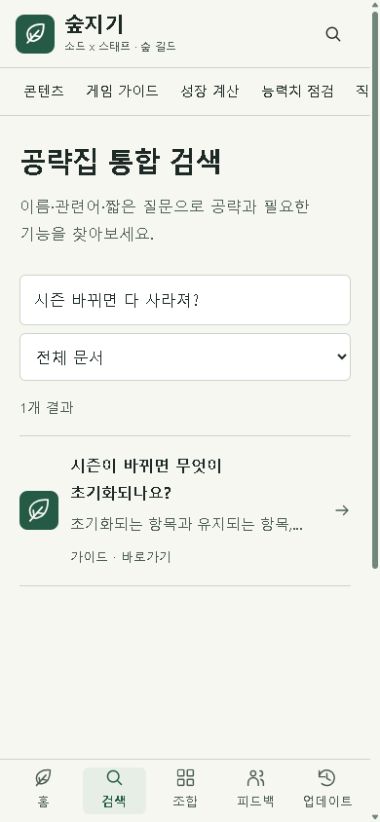 숲지기
소드 x 스태프 · 숲 길드
콘텐츠 게임 가이드 성장 계산 능력치 점검 직
공략집 통합 검색
이름·관련어·짧은 질문으로 공략과 필요한
기능을 찾아보세요.
시즌 바뀌면 다 사라져?
전체 문서
1개 결과
시즌이 바뀌면 무엇이
초기화되나요?
초기화되는 항목과 유지되는 항목,...
가이드 · 바로가기
홈 검색 조합 피드백 업데이트